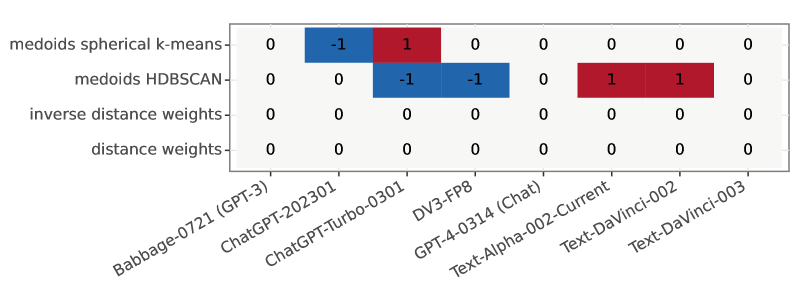 medoids spherical k-means 0 -1 1 0 0 0 0 0
medoids HDBSCAN 0 0 -1 -1 0 1 1 0
inverse distance weights 0 0 0 0 0 0 0 0
distance weights 0 0 0 0 0 0 0 0
Babbage-0721 (GPT-3)
ChatGPT-202301
ChatGPT-Turbo-0301
DV3-FP8
GPT-4-0314 (Chat)
Text-Alpha-002-Current
Text-DaVinci-002
Text-DaVinci-003